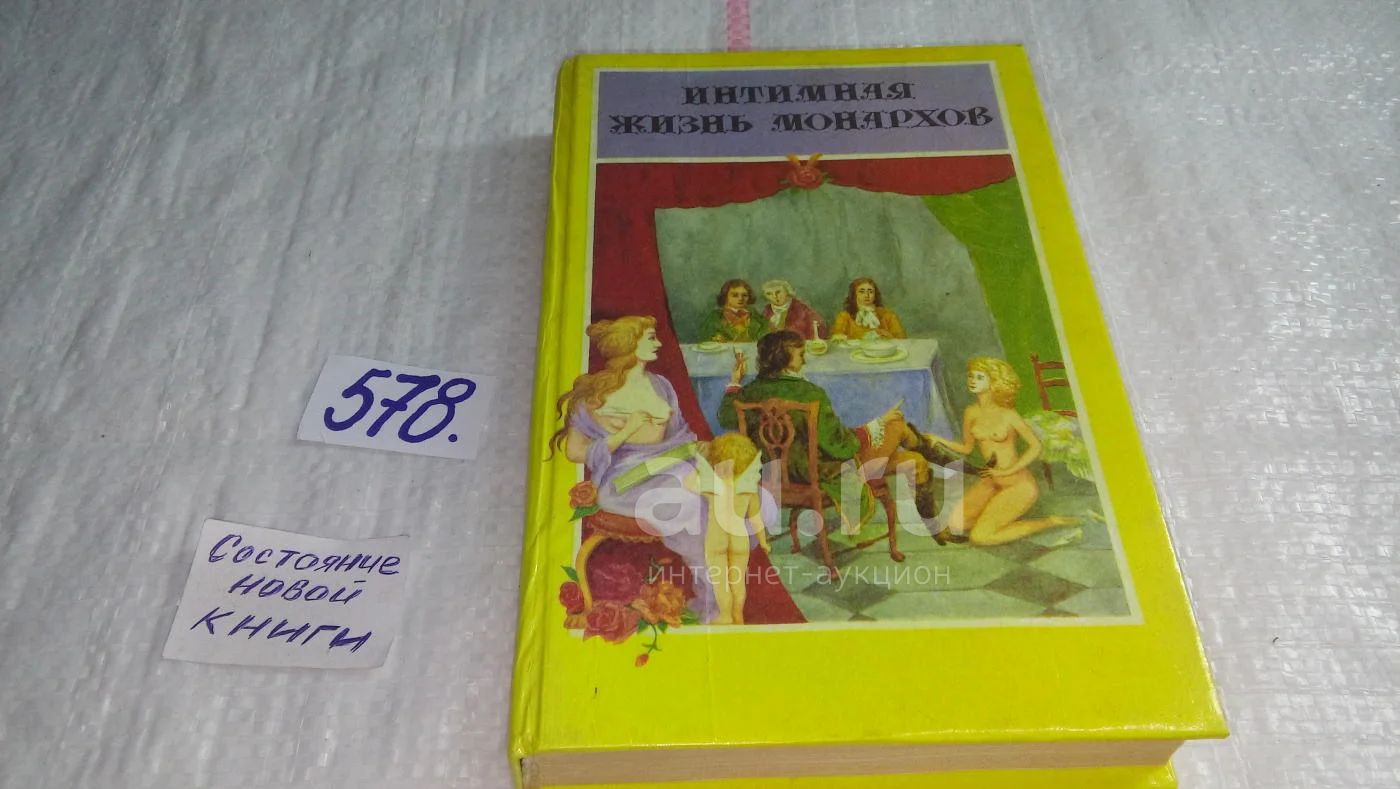 ИНТИМНАЯ
ЖИЗНЬ МОНАРХОВ
578.
Состояние
новой
книги
au.ru
интернет-аукцион